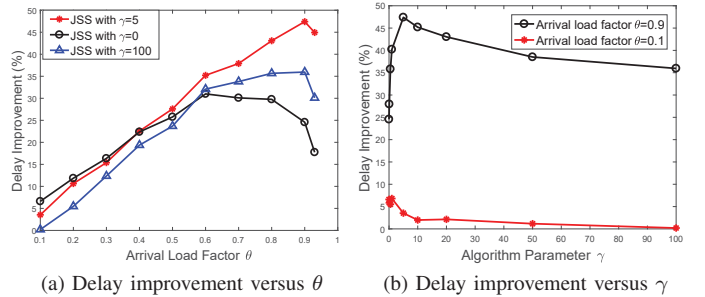 JSS with γ=5
JSS with γ=0
JSS with γ=100
50
45
40
35
30
25
20
15
10
5
0
Delay Improvement (%)
0.1 0.2 0.3 0.4 0.5 0.6 0.7 0.8 0.9 1
Arrival Load Factor θ
(a) Delay improvement versus θ
Arrival load factor θ=0.9
Arrival load factor θ=0.1
50
45
40
35
30
25
20
15
10
5
0
Delay Improvement (%)
0 10 20 30 40 50 60 70 80 90 100
Algorithm Parameter γ
(b) Delay improvement versus γ